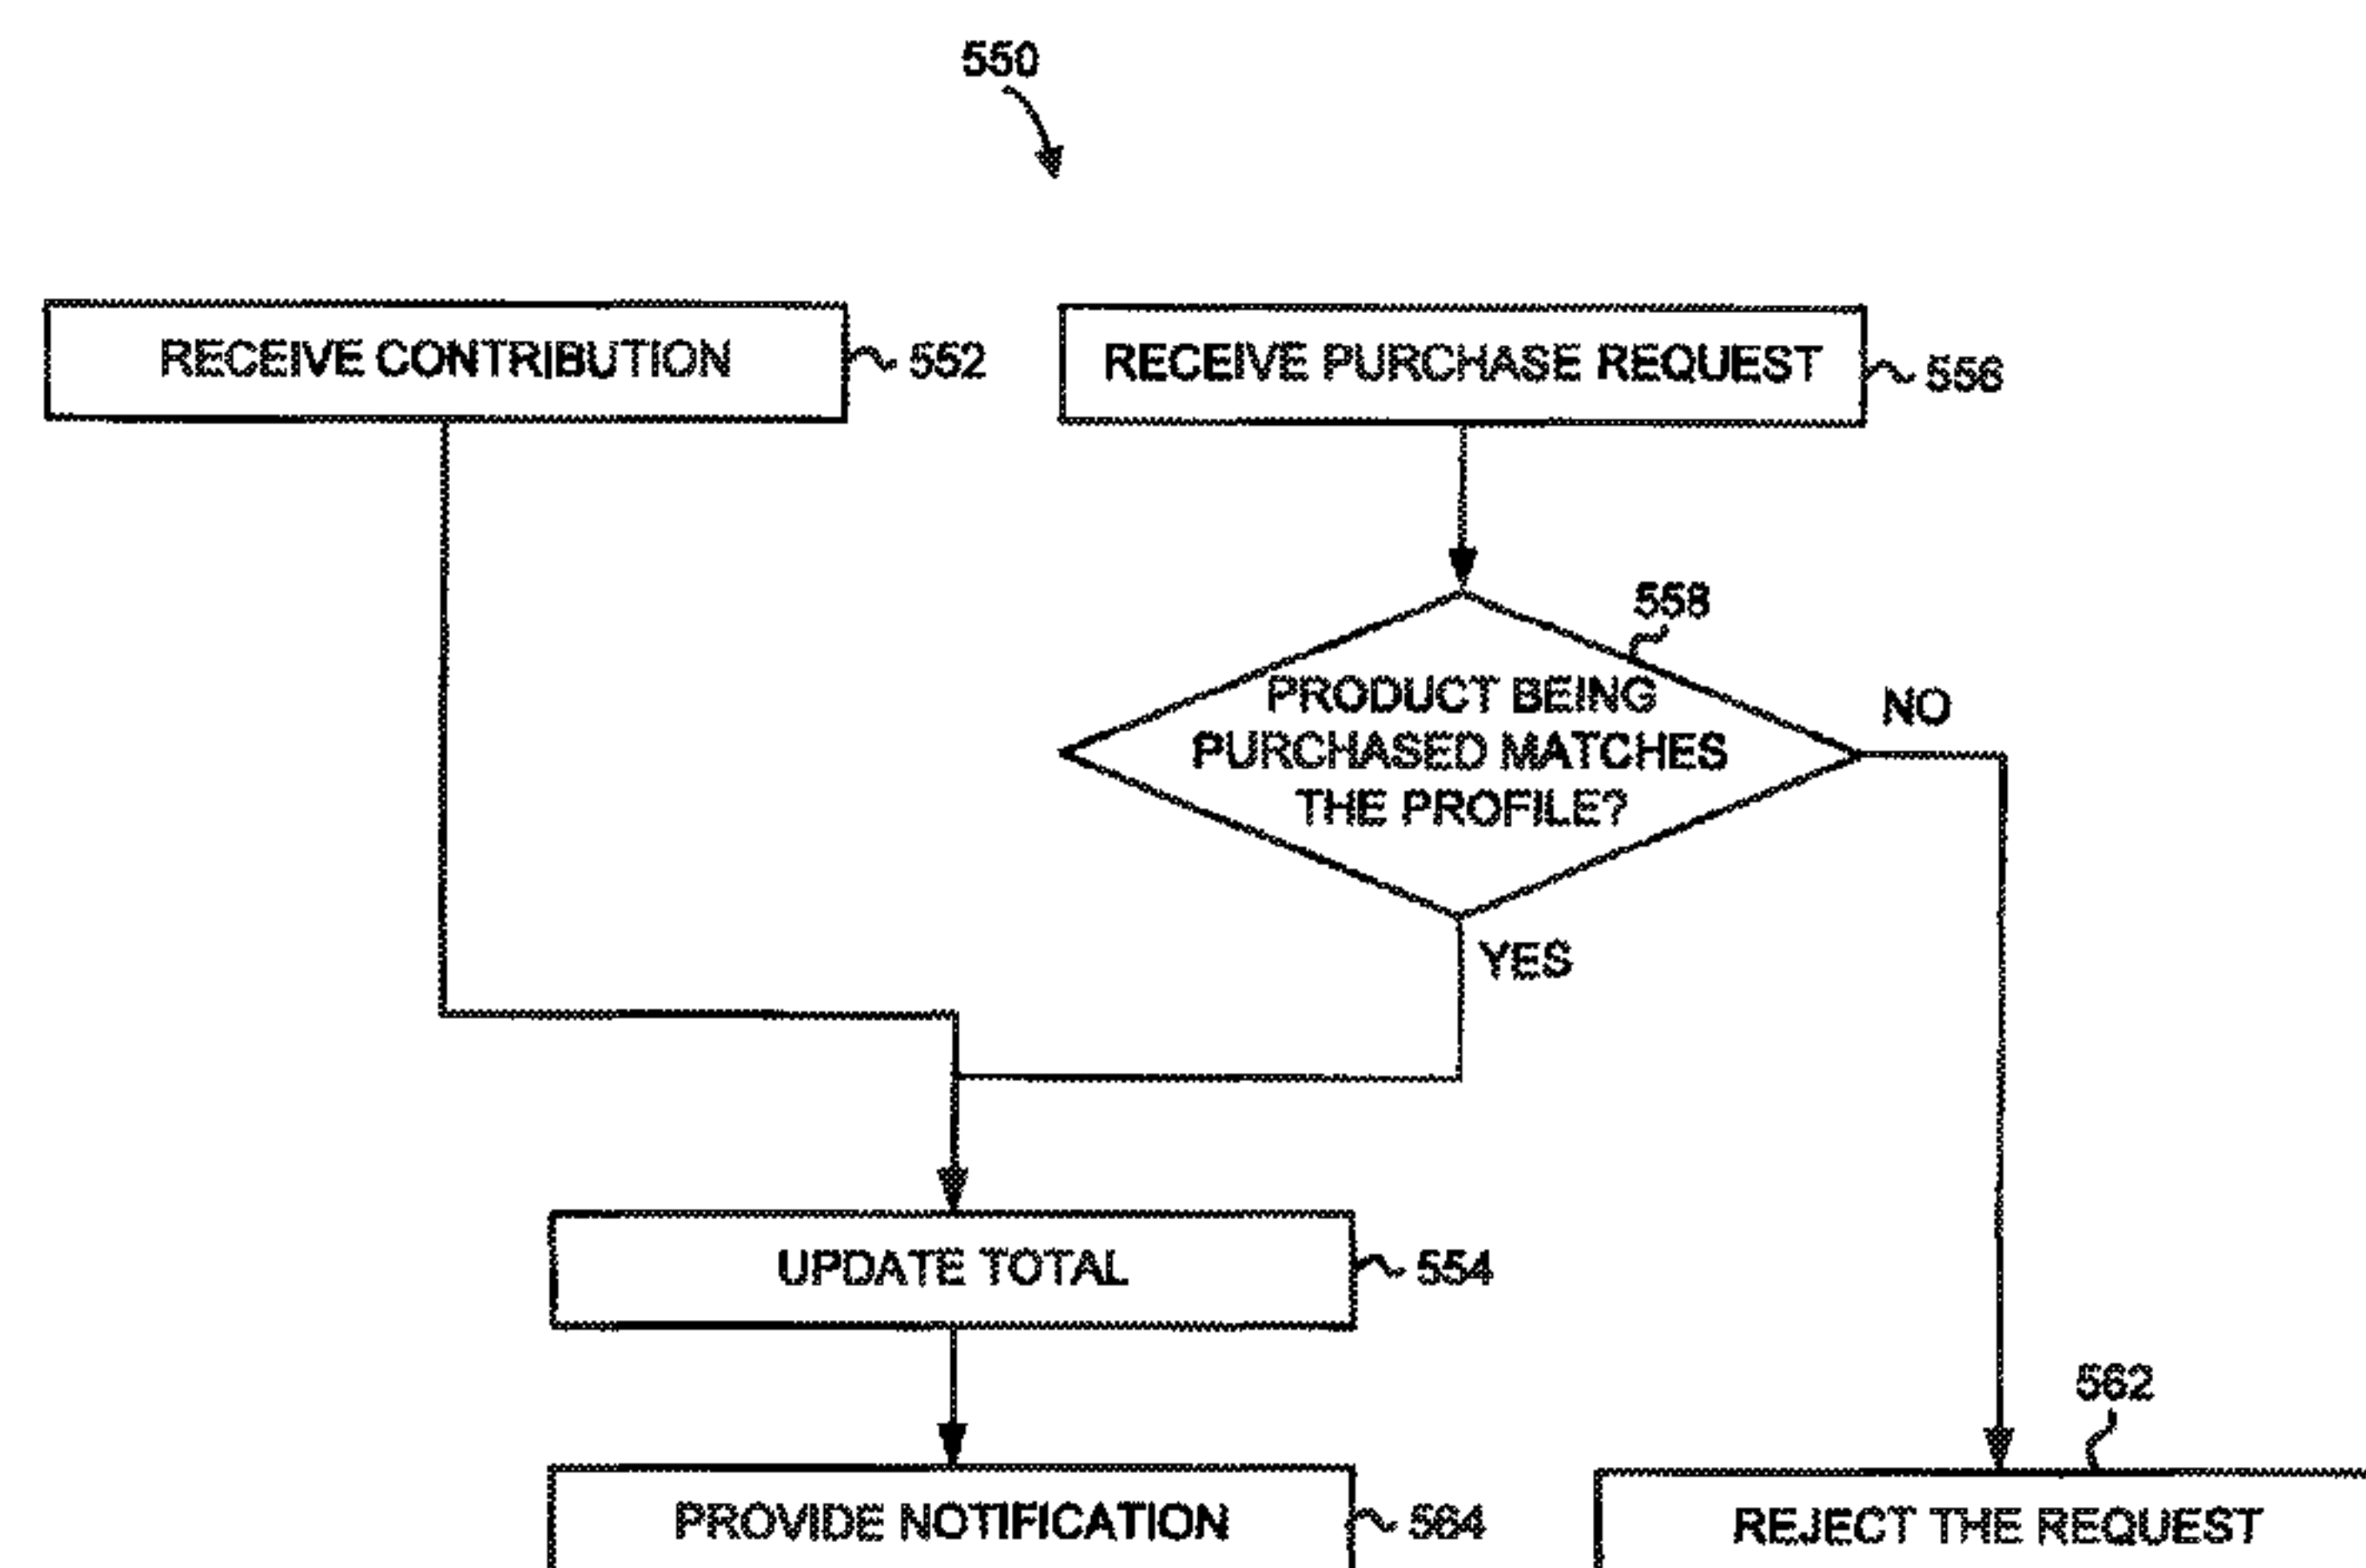 550
RECEIVE CONTRIBUTION
552
RECEIVE PURCHASE REQUEST
556
558
PRODUCT BEING
PURCHASED MATCHES
THE PROFILE?
NO
YES
UPDATE TOTAL
554
562
PROVIDE NOTIFICATION
564
REJECT THE REQUEST